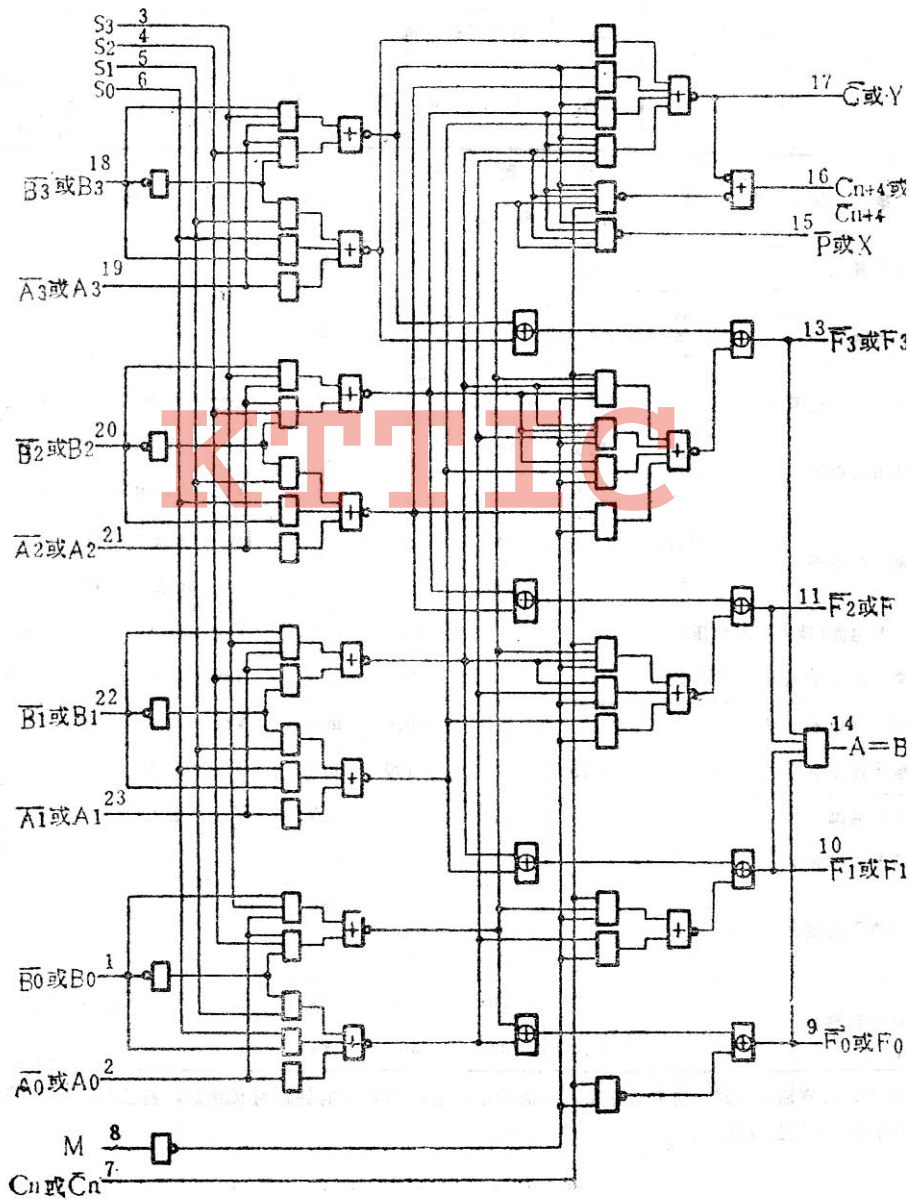 S3 3
S2 4
S1 5
S0 6
17 C̅或Y
18
B̅3或B3
16 Cn+4或
C̅n+4
15 P̅或X
19
A̅3或A3
13 F̅3或F3
KTTIC
20
B̅2或B2
21
A̅2或A2
11 F̅2或F
22
B̅1或B1
14 A=B
23
A̅1或A1
10
F̅1或F1
1
B̅0或B0
9 F̅0或F0
2
A̅0或A0
M 8
Cn或C̅n 7